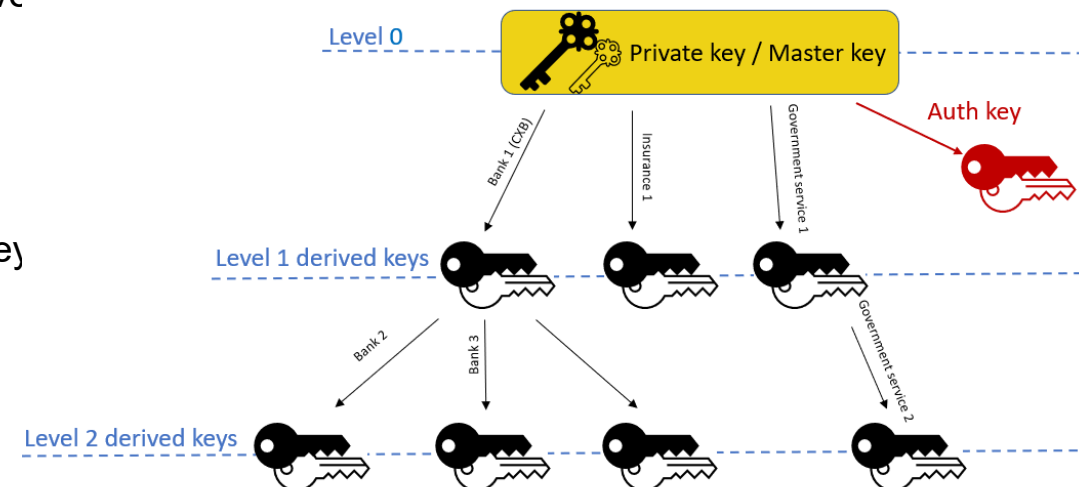 Level 0
Private key / Master key
Auth key
Bank 1 (CXB)
Insurance 1
Government service 1
ey
Level 1 derived keys
Bank 2
Bank 3
Government service 2
Level 2 derived keys